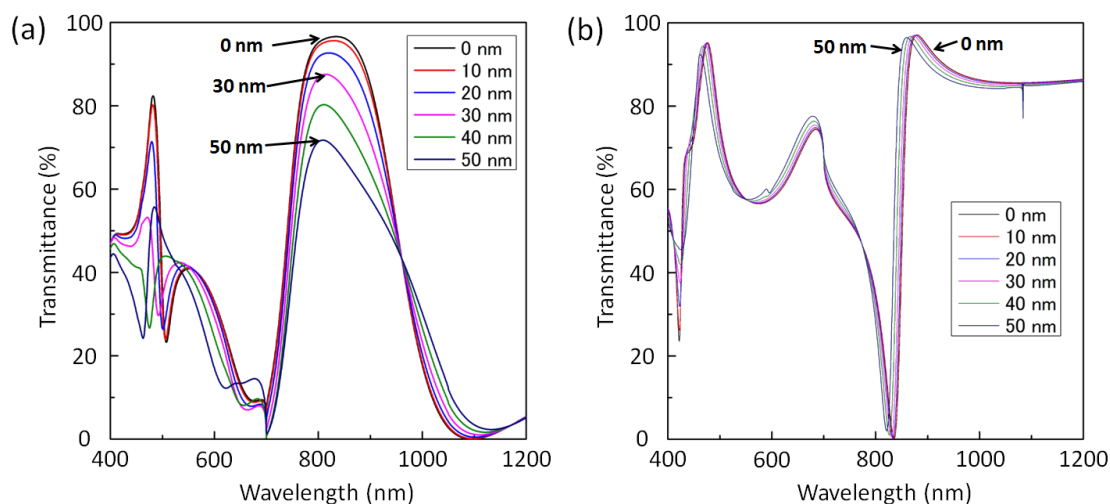 (a)
100
80
60
40
20
0
Transmittance (%)
400 600 800 1000 1200
Wavelength (nm)
0 nm
30 nm
50 nm
0 nm
10 nm
20 nm
30 nm
40 nm
50 nm
(b)
100
80
60
40
20
0
Transmittance (%)
400 600 800 1000 1200
Wavelength (nm)
50 nm
0 nm
0 nm
10 nm
20 nm
30 nm
40 nm
50 nm